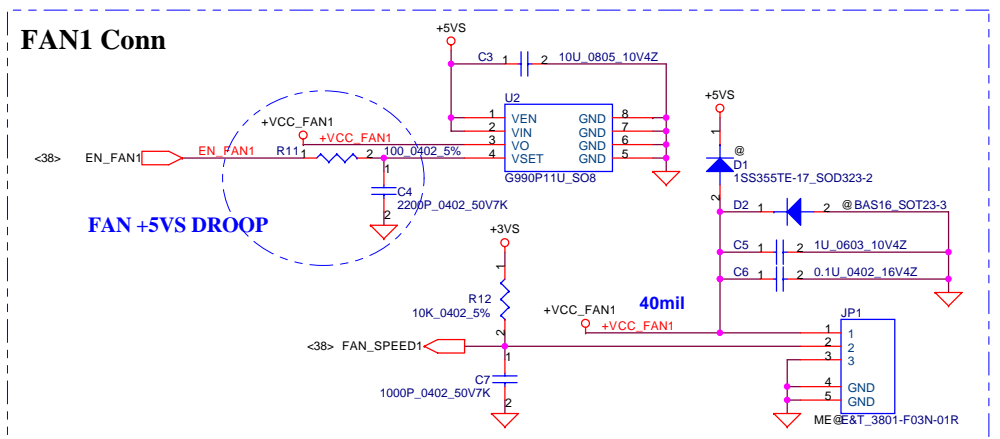 FAN1 Conn
+5VS
C3
10U_0805_10V4Z
1
2
U2
1 VEN GND 8
2 VIN GND 7
3 VO GND 6
4 VSET GND 5
G990P11U_SO8
+VCC_FAN1
+VCC_FAN1
<38> EN_FAN1
EN_FAN1
R11
1
2
100_0402_5%
1
C4
2200P_0402_50V7K
2
FAN +5VS DROOP
+5VS
1
@
D1
1SS355TE-17_SOD323-2
2
D2 1 2 @BAS16_SOT23-3
C5 1 2 1U_0603_10V4Z
C6 1 2 0.1U_0402_16V4Z
+3VS
1
R12
10K_0402_5%
2
40mil
+VCC_FAN1
+VCC_FAN1
<38> FAN_SPEED1
1
C7
1000P_0402_50V7K
2
JP1
1 1
2 2
3 3
4 GND
5 GND
ME@E&T_3801-F03N-01R